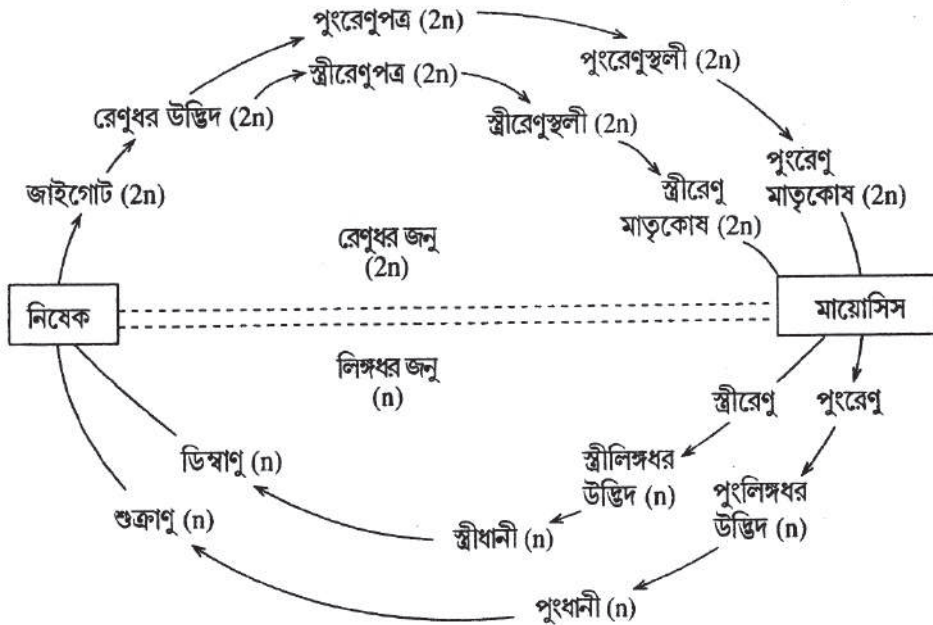 পুংরেণুপত্র (2n)
স্ত্রীরেণুপত্র (2n)
পুংরেণুস্থলী (2n)
রেণুধর উদ্ভিদ (2n)
স্ত্রীরেণুস্থলী (2n)
জাইগোট (2n)
স্ত্রীরেণু
মাতৃকোষ (2n)
পুংরেণু
মাতৃকোষ (2n)
রেণুধর জনু
(2n)
নিষেক
মায়োসিস
লিঙ্গধর জনু
(n)
স্ত্রীরেণু
পুংরেণু
ডিম্বাণু (n)
স্ত্রীলিঙ্গধর
উদ্ভিদ (n)
পুংলিঙ্গধর
উদ্ভিদ (n)
শুক্রাণু (n)
স্ত্রীধানী (n)
পুংধানী (n)